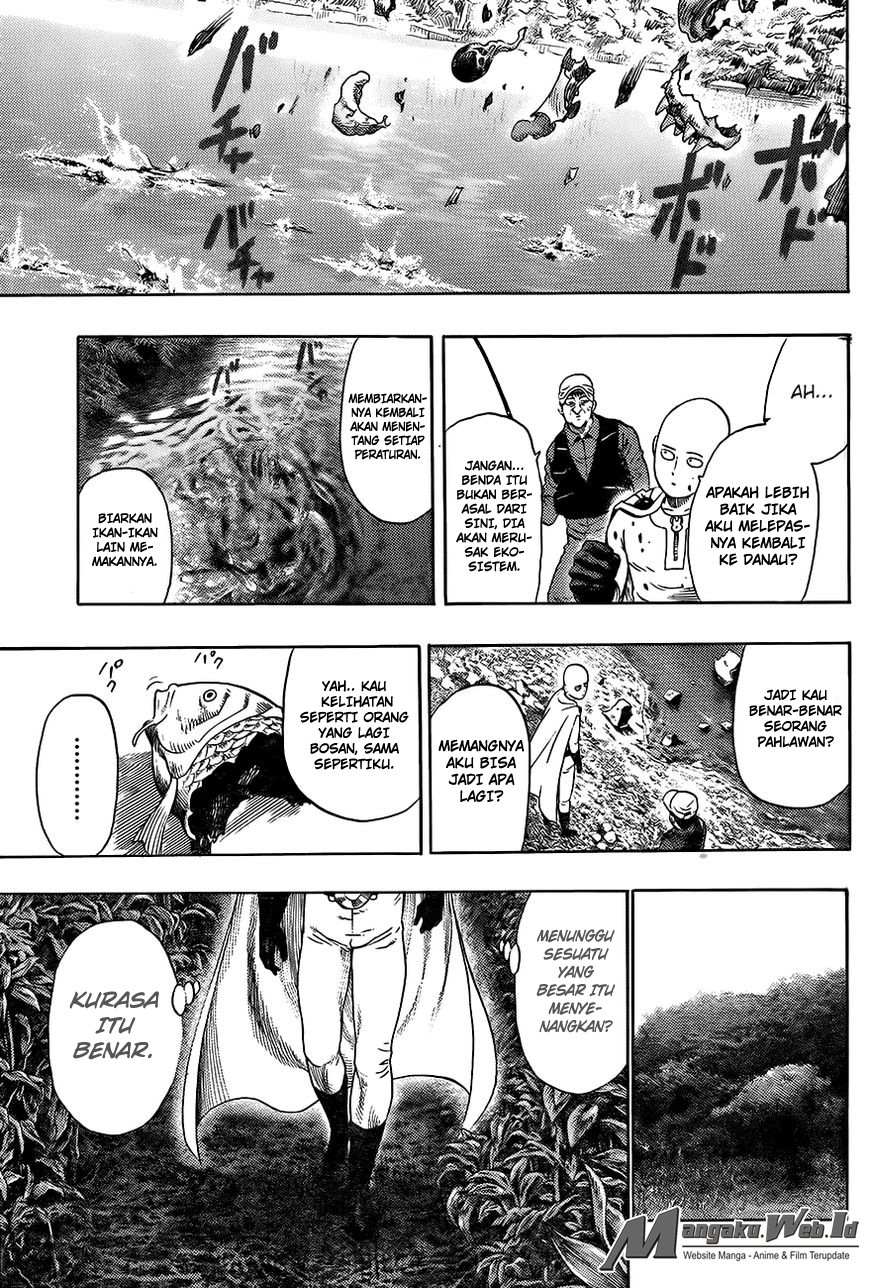 ボド
ボド
バチャ
バチャ
AH...
APAKAH LEBIH
BAIK JIKA
AKU MELEPAS-
NYA KEMBALI
KE DANAU?
JANGAN...
BENDA ITU
BUKAN BER-
ASAL DARI
SINI, DIA
AKAN MERU-
SAK EKO-
SISTEM.
MEMBIARKAN-
NYA KEMBALI
AKAN MENEN-
TANG SETIAP
PERATURAN.
BIARKAN
IKAN-IKAN
LAIN ME-
MAKANNYA.
JADI KAU
BENAR-BENAR
SEORANG
PAHLAWAN?
MEMANGNYA
AKU BISA
JADI APA
LAGI?
YAH.. KAU
KELIHATAN
SEPERTI ORANG
YANG LAGI
BOSAN, SAMA
SEPERTIKU.
パク
パク
..........
MENUNGGU
SESUATU
YANG
BESAR ITU
MENYE-
NANGKAN?
KURASA
ITU
BENAR.
Mangaku.Web.Id
Website Manga - Anime & Film Terupdate